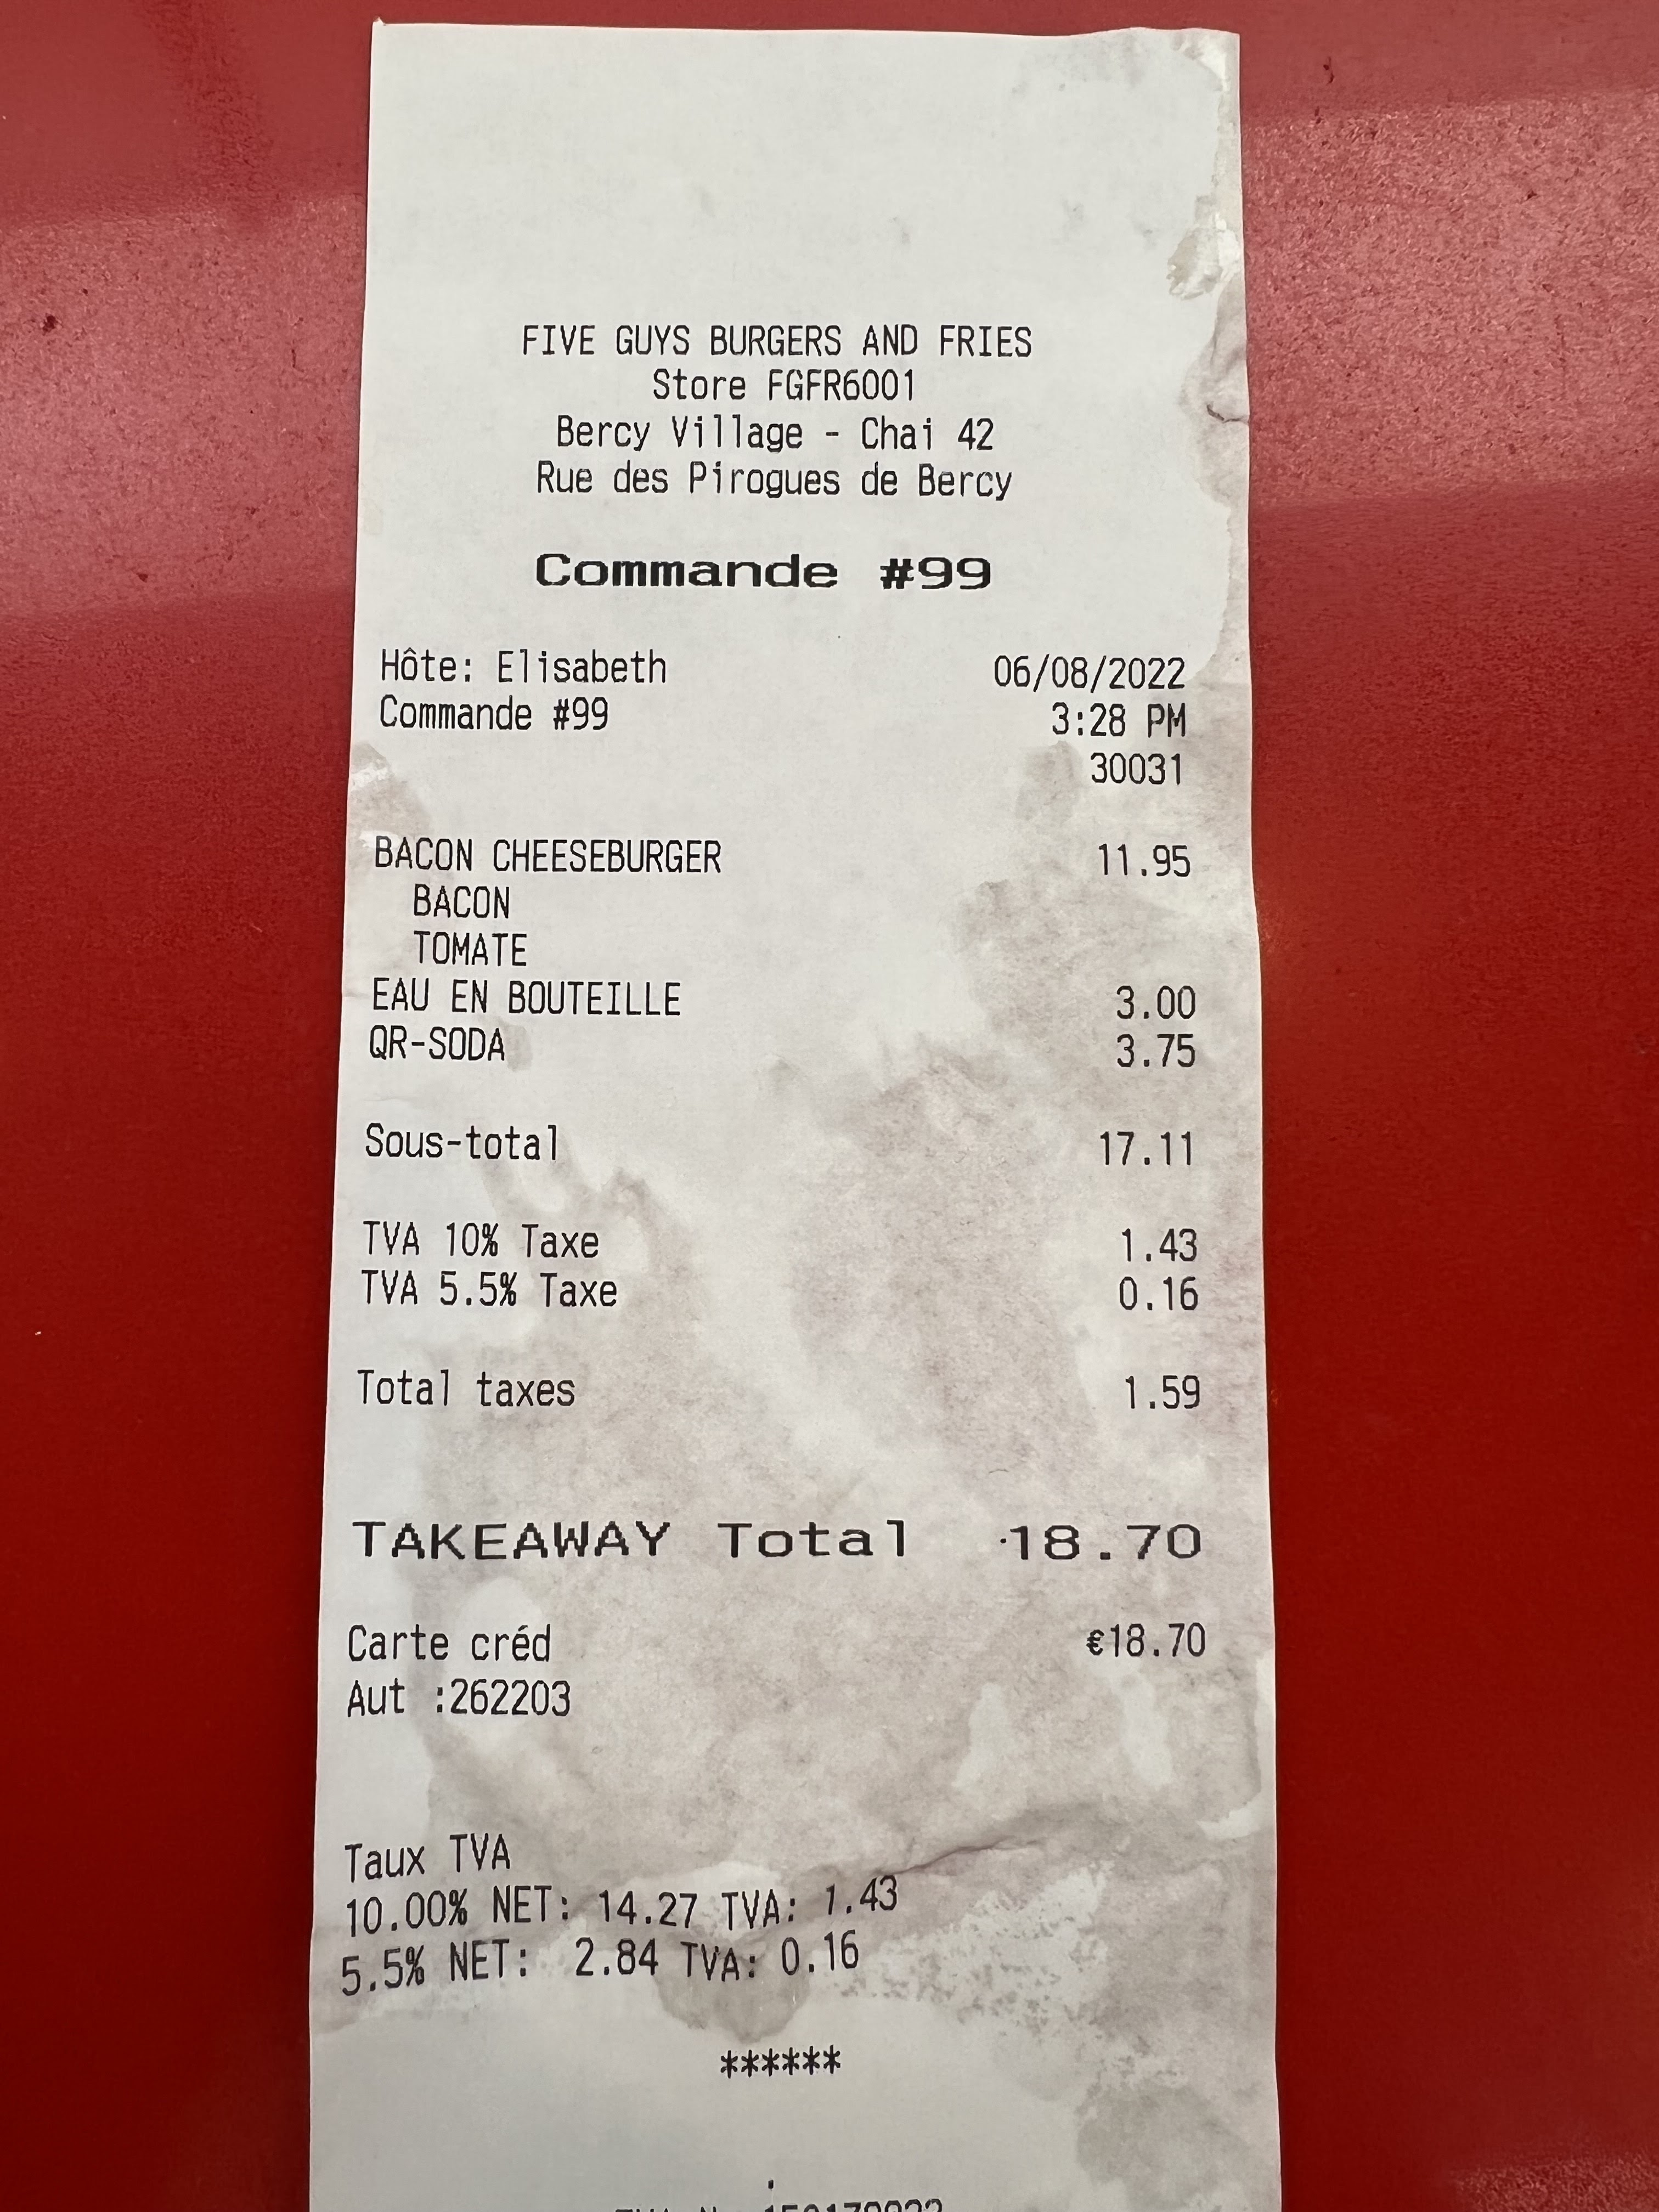 FIVE GUYS BURGERS AND FRIES
Store FGFR6001
Bercy Village - Chai 42
Rue des Pirogues de Bercy
Commande #99
Hôte: Elisabeth 06/08/2022
Commande #99 3:28 PM
30031
BACON CHEESEBURGER 11.95
BACON
TOMATE
EAU EN BOUTEILLE 3.00
QR-SODA 3.75
Sous-total 17.11
TVA 10% Taxe 1.43
TVA 5.5% Taxe 0.16
Total taxes 1.59
TAKEAWAY Total 18.70
Carte créd €18.70
Aut :262203
Taux TVA
10.00% NET: 14.27 TVA: 1.43
5.5% NET: 2.84 TVA: 0.16
******